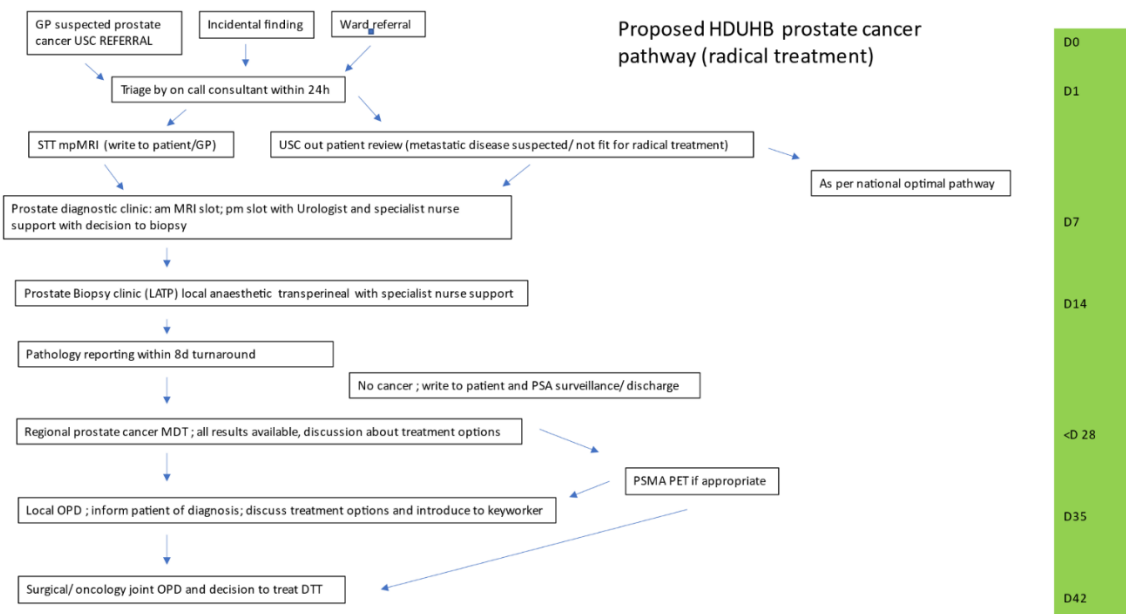 GP suspected prostate
cancer USC REFERRAL
Incidental finding
Ward referral
Proposed HDUHB prostate cancer
pathway (radical treatment)
D0
Triage by on call consultant within 24h
D1
STT mpMRI (write to patient/GP)
USC out patient review (metastatic disease suspected/ not fit for radical treatment)
As per national optimal pathway
Prostate diagnostic clinic: am MRI slot; pm slot with Urologist and specialist nurse
support with decision to biopsy
D7
Prostate Biopsy clinic (LATP) local anaesthetic transperineal with specialist nurse support
D14
Pathology reporting within 8d turnaround
No cancer ; write to patient and PSA surveillance/ discharge
Regional prostate cancer MDT ; all results available, discussion about treatment options
<D 28
PSMA PET if appropriate
Local OPD ; inform patient of diagnosis; discuss treatment options and introduce to keyworker
D35
Surgical/ oncology joint OPD and decision to treat DTT
D42